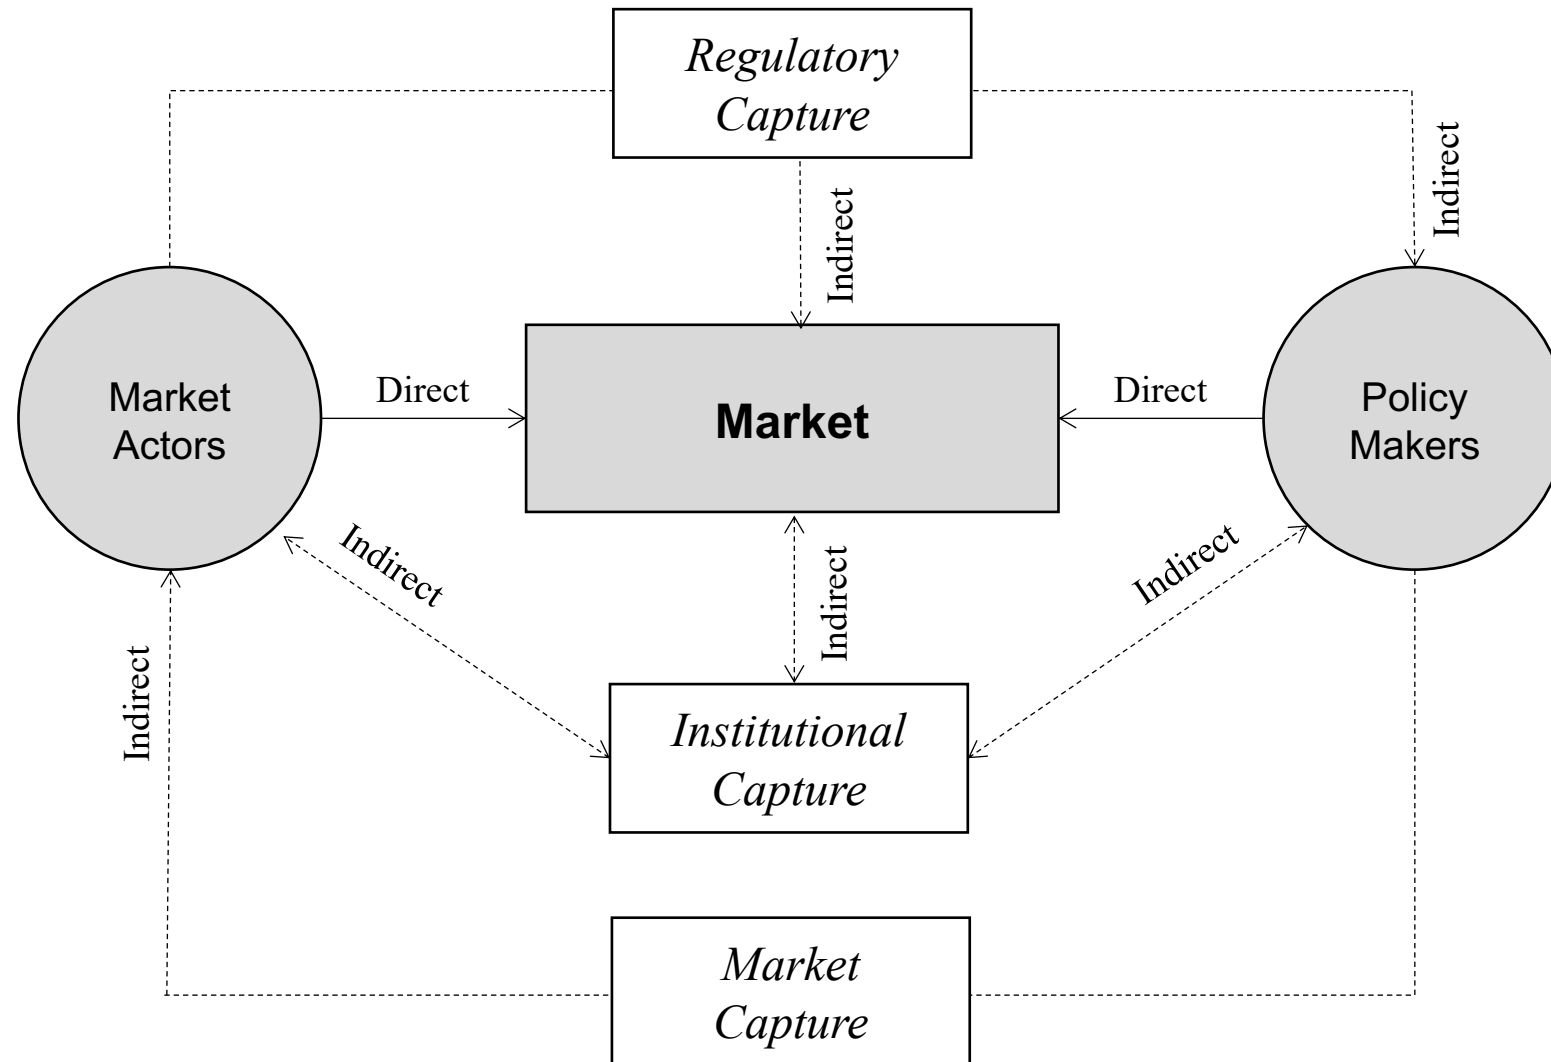 Regulatory
Capture
Indirect
Indirect
Market
Actors
Direct
Market
Direct
Policy
Makers
Indirect
Indirect
Indirect
Indirect
Institutional
Capture
Market
Capture